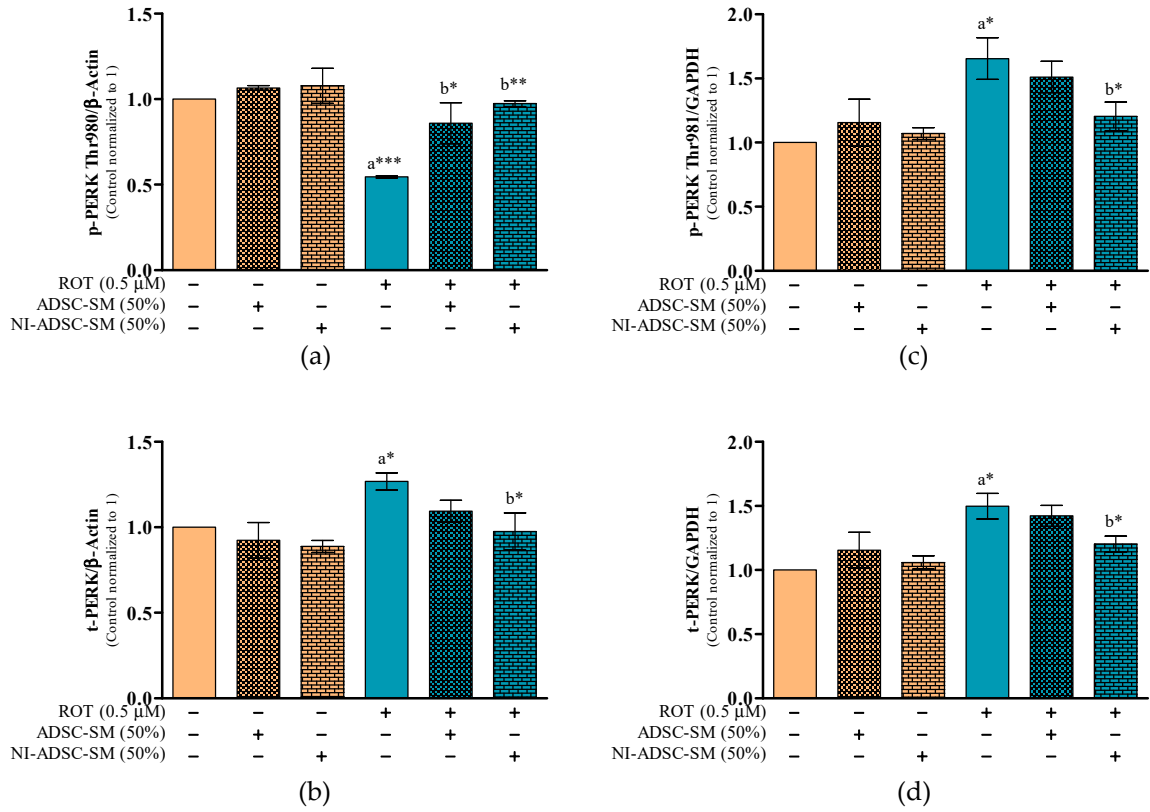 p-PERK Thr980/β-Actin
(Control normalized to 1)
1.5
1.0
0.5
0.0
a***
b*
b**
ROT (0.5 μM) – – – + + +
ADSC-SM (50%) – + – – + –
NI-ADSC-SM (50%) – – + – – +
(a)
p-PERK Thr981/GAPDH
(Control normalized to 1)
2.0
1.5
1.0
0.5
0.0
a*
b*
ROT (0.5 μM) – – – + + +
ADSC-SM (50%) – + – – + –
NI-ADSC-SM (50%) – – + – – +
(c)
t-PERK/β-Actin
(Control normalized to 1)
1.5
1.0
0.5
0.0
a*
b*
ROT (0.5 μM) – – – + + +
ADSC-SM (50%) – + – – + –
NI-ADSC-SM (50%) – – + – – +
(b)
t-PERK/GAPDH
(Control normalized to 1)
2.0
1.5
1.0
0.5
0.0
a*
b*
ROT (0.5 μM) – – – + + +
ADSC-SM (50%) – + – – + –
NI-ADSC-SM (50%) – – + – – +
(d)